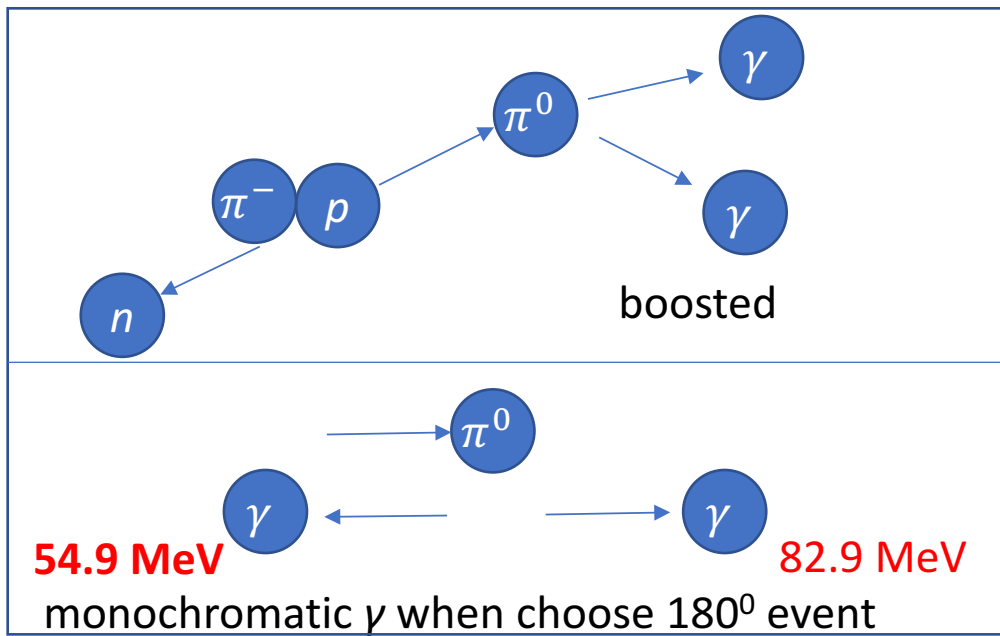 γ
π⁰
π⁻ p
γ
n
boosted
π⁰
γ γ
54.9 MeV 82.9 MeV
monochromatic γ when choose 180⁰ event